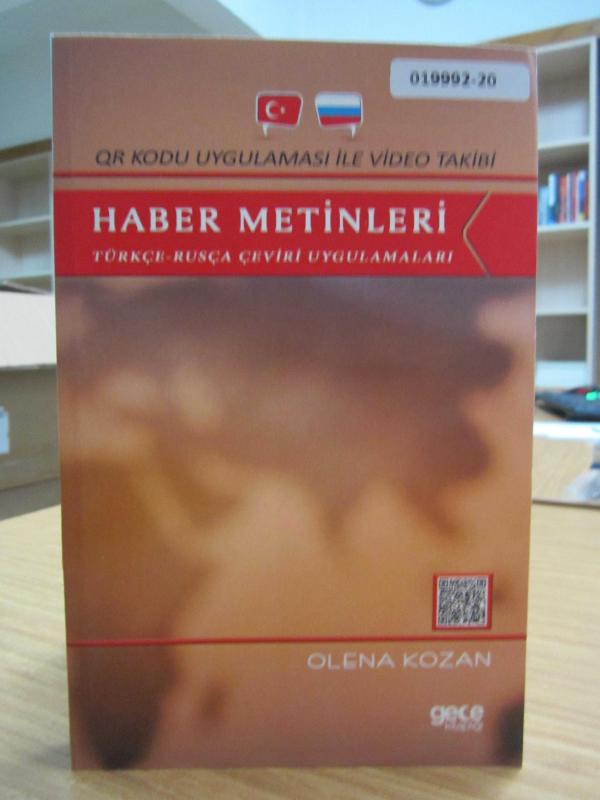 019992-20
QR KODU UYGULAMASI İLE VİDEO TAKİBİ
HABER METİNLERİ
TÜRKÇE-RUSÇA ÇEVİRİ UYGULAMALARI
OLENA KOZAN
gece
kitaplığı